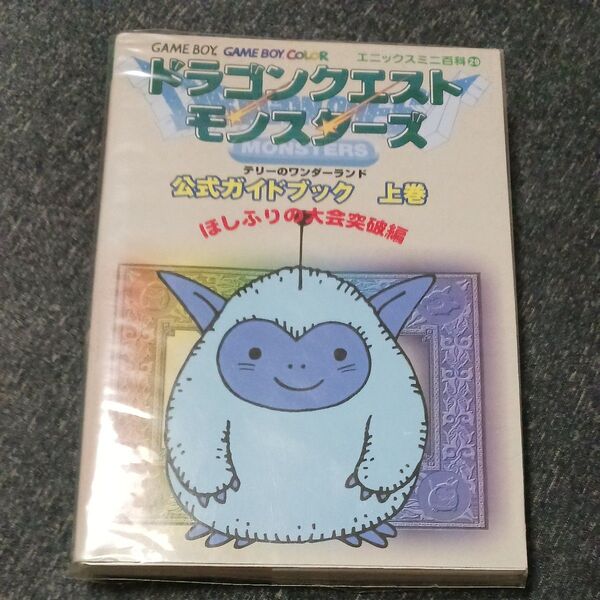 GAME BOY. GAME BOY COLOR
エニックスミニ百科29
ドラゴンクエスト
モンスターズ
MONSTERS
テリーのワンダーランド
公式ガイドブック 上巻
ほしふりの大会突破編